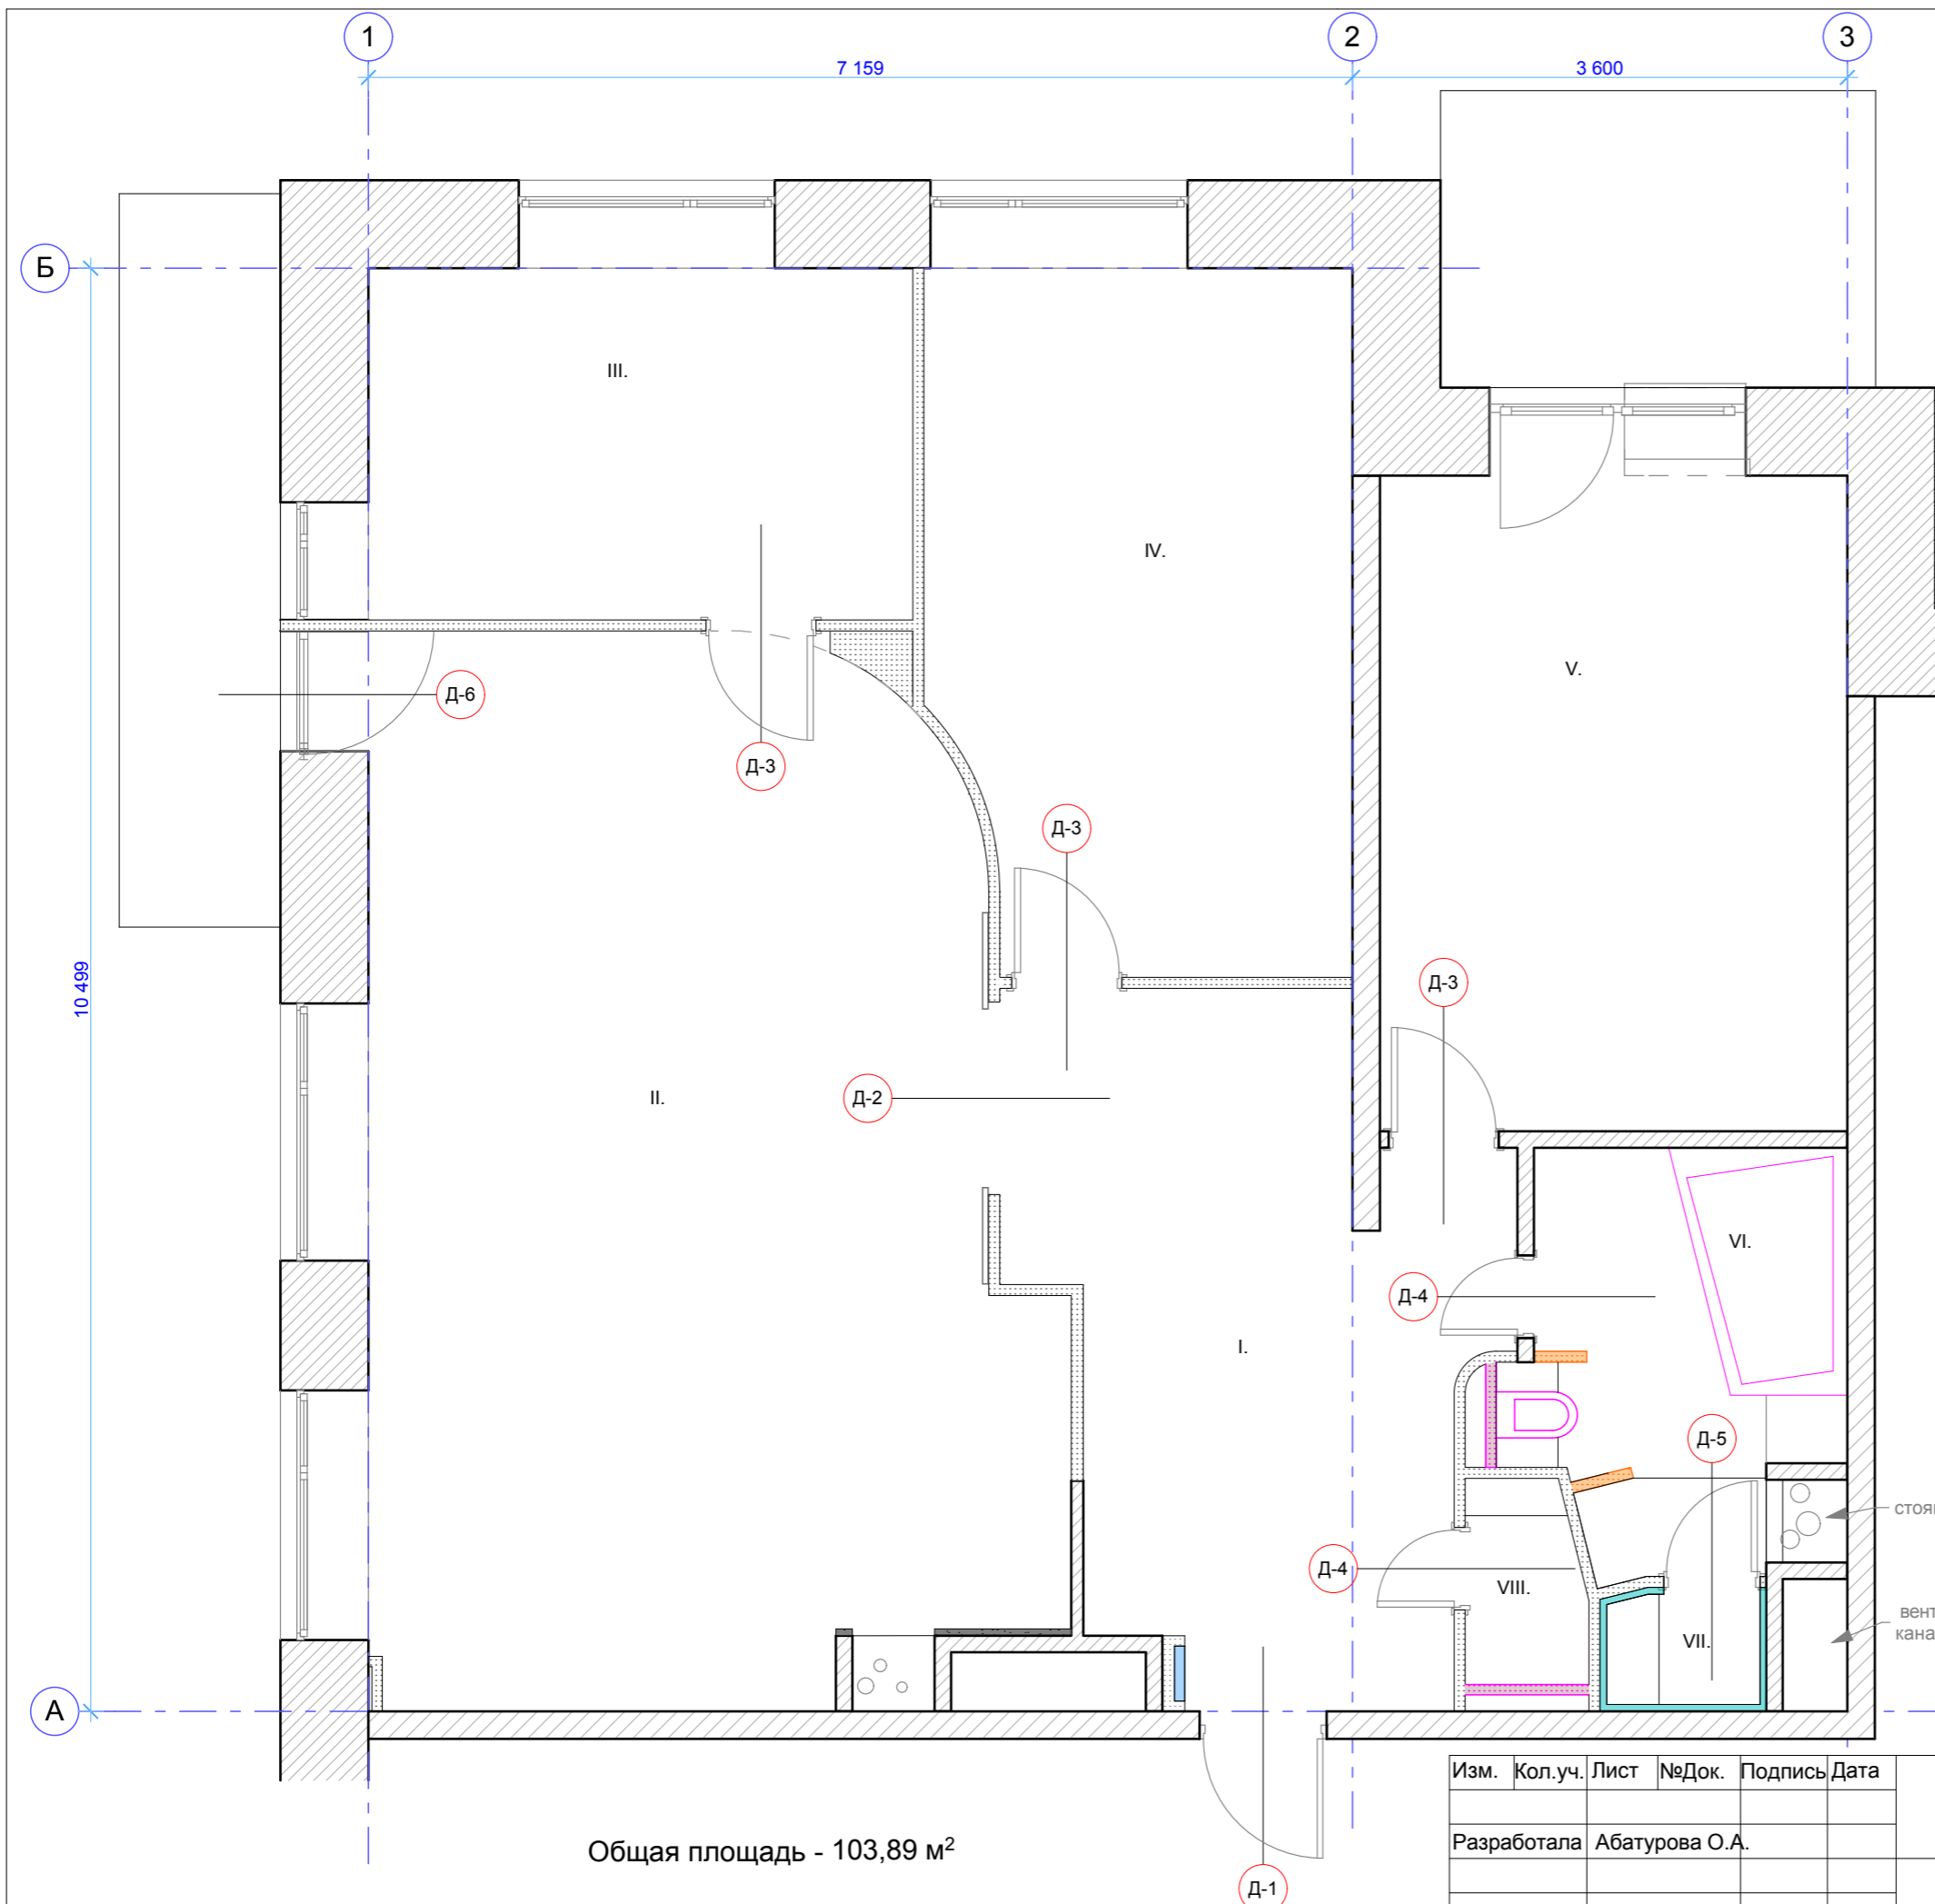 1
2
3
7 159
3 600
Б
III.
IV.
V.
Д-6
Д-3
Д-3
10 499
Д-3
II.
Д-2
VI.
Д-4
I.
Д-5
Д-4
VIII.
VII.
А
Изм. Кол.уч. Лист №Док. Подпись Дата
Общая площадь - 103,89 м²
Разработала Абатурова О.А.
Д-1